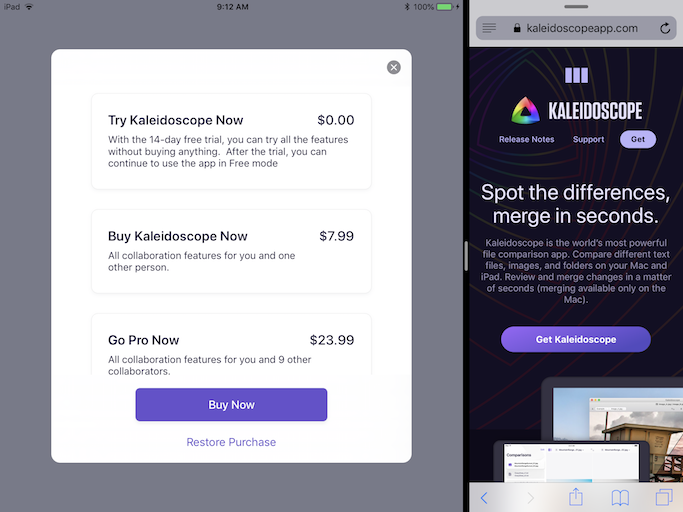 iPad
9:12 AM
100%
Try Kaleidoscope Now
$0.00
With the 14-day free trial, you can try all the features
without buying anything. After the trial, you can
continue to use the app in Free mode
Buy Kaleidoscope Now
$7.99
All collaboration features for you and one
other person.
Go Pro Now
$23.99
All collaboration features for you and 9 other
collaborators.
Buy Now
Restore Purchase
kaleidoscopeapp.com
KALEIDOSCOPE
Release Notes
Support
Get
Spot the differences,
merge in seconds.
Kaleidoscope is the world's most powerful
file comparison app. Compare different text
files, images, and folders on your Mac and
iPad. Review and merge changes in a matter
of seconds (merging available only on the
Mac).
Get Kaleidoscope
Comparisons